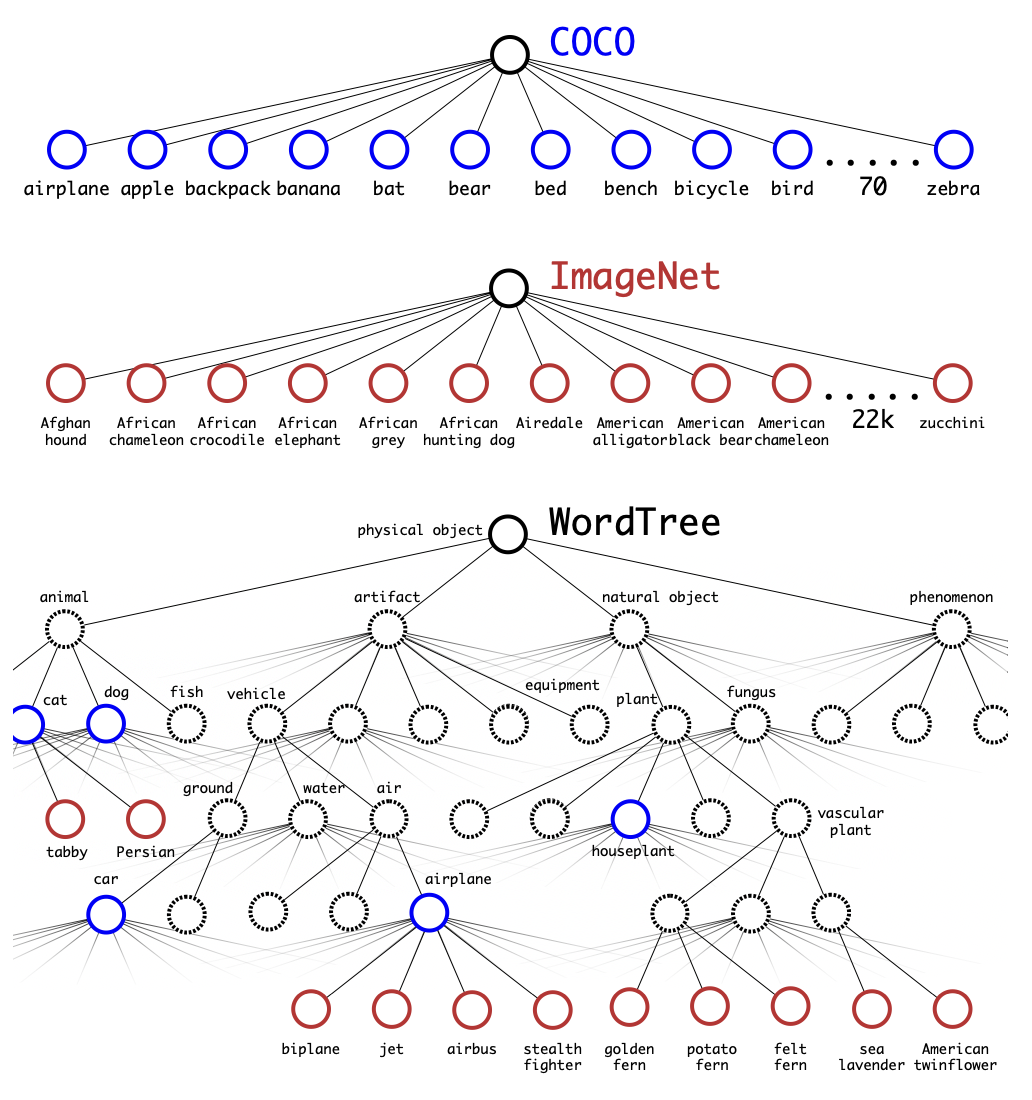 COCO
airplane apple backpack banana bat bear bed bench bicycle bird 70 zebra
ImageNet
Afghan hound
African chameleon
African crocodile
African elephant
African grey
African hunting dog
Airedale
American alligator
American black bear
American chameleon
22k
zucchini
physical object
WordTree
animal artifact natural object phenomenon
cat dog fish vehicle equipment plant fungus
ground water air
vascular plant
tabby Persian houseplant
car airplane
biplane jet airbus
stealth fighter
golden fern
potato fern
felt fern
sea lavender
American twinflower